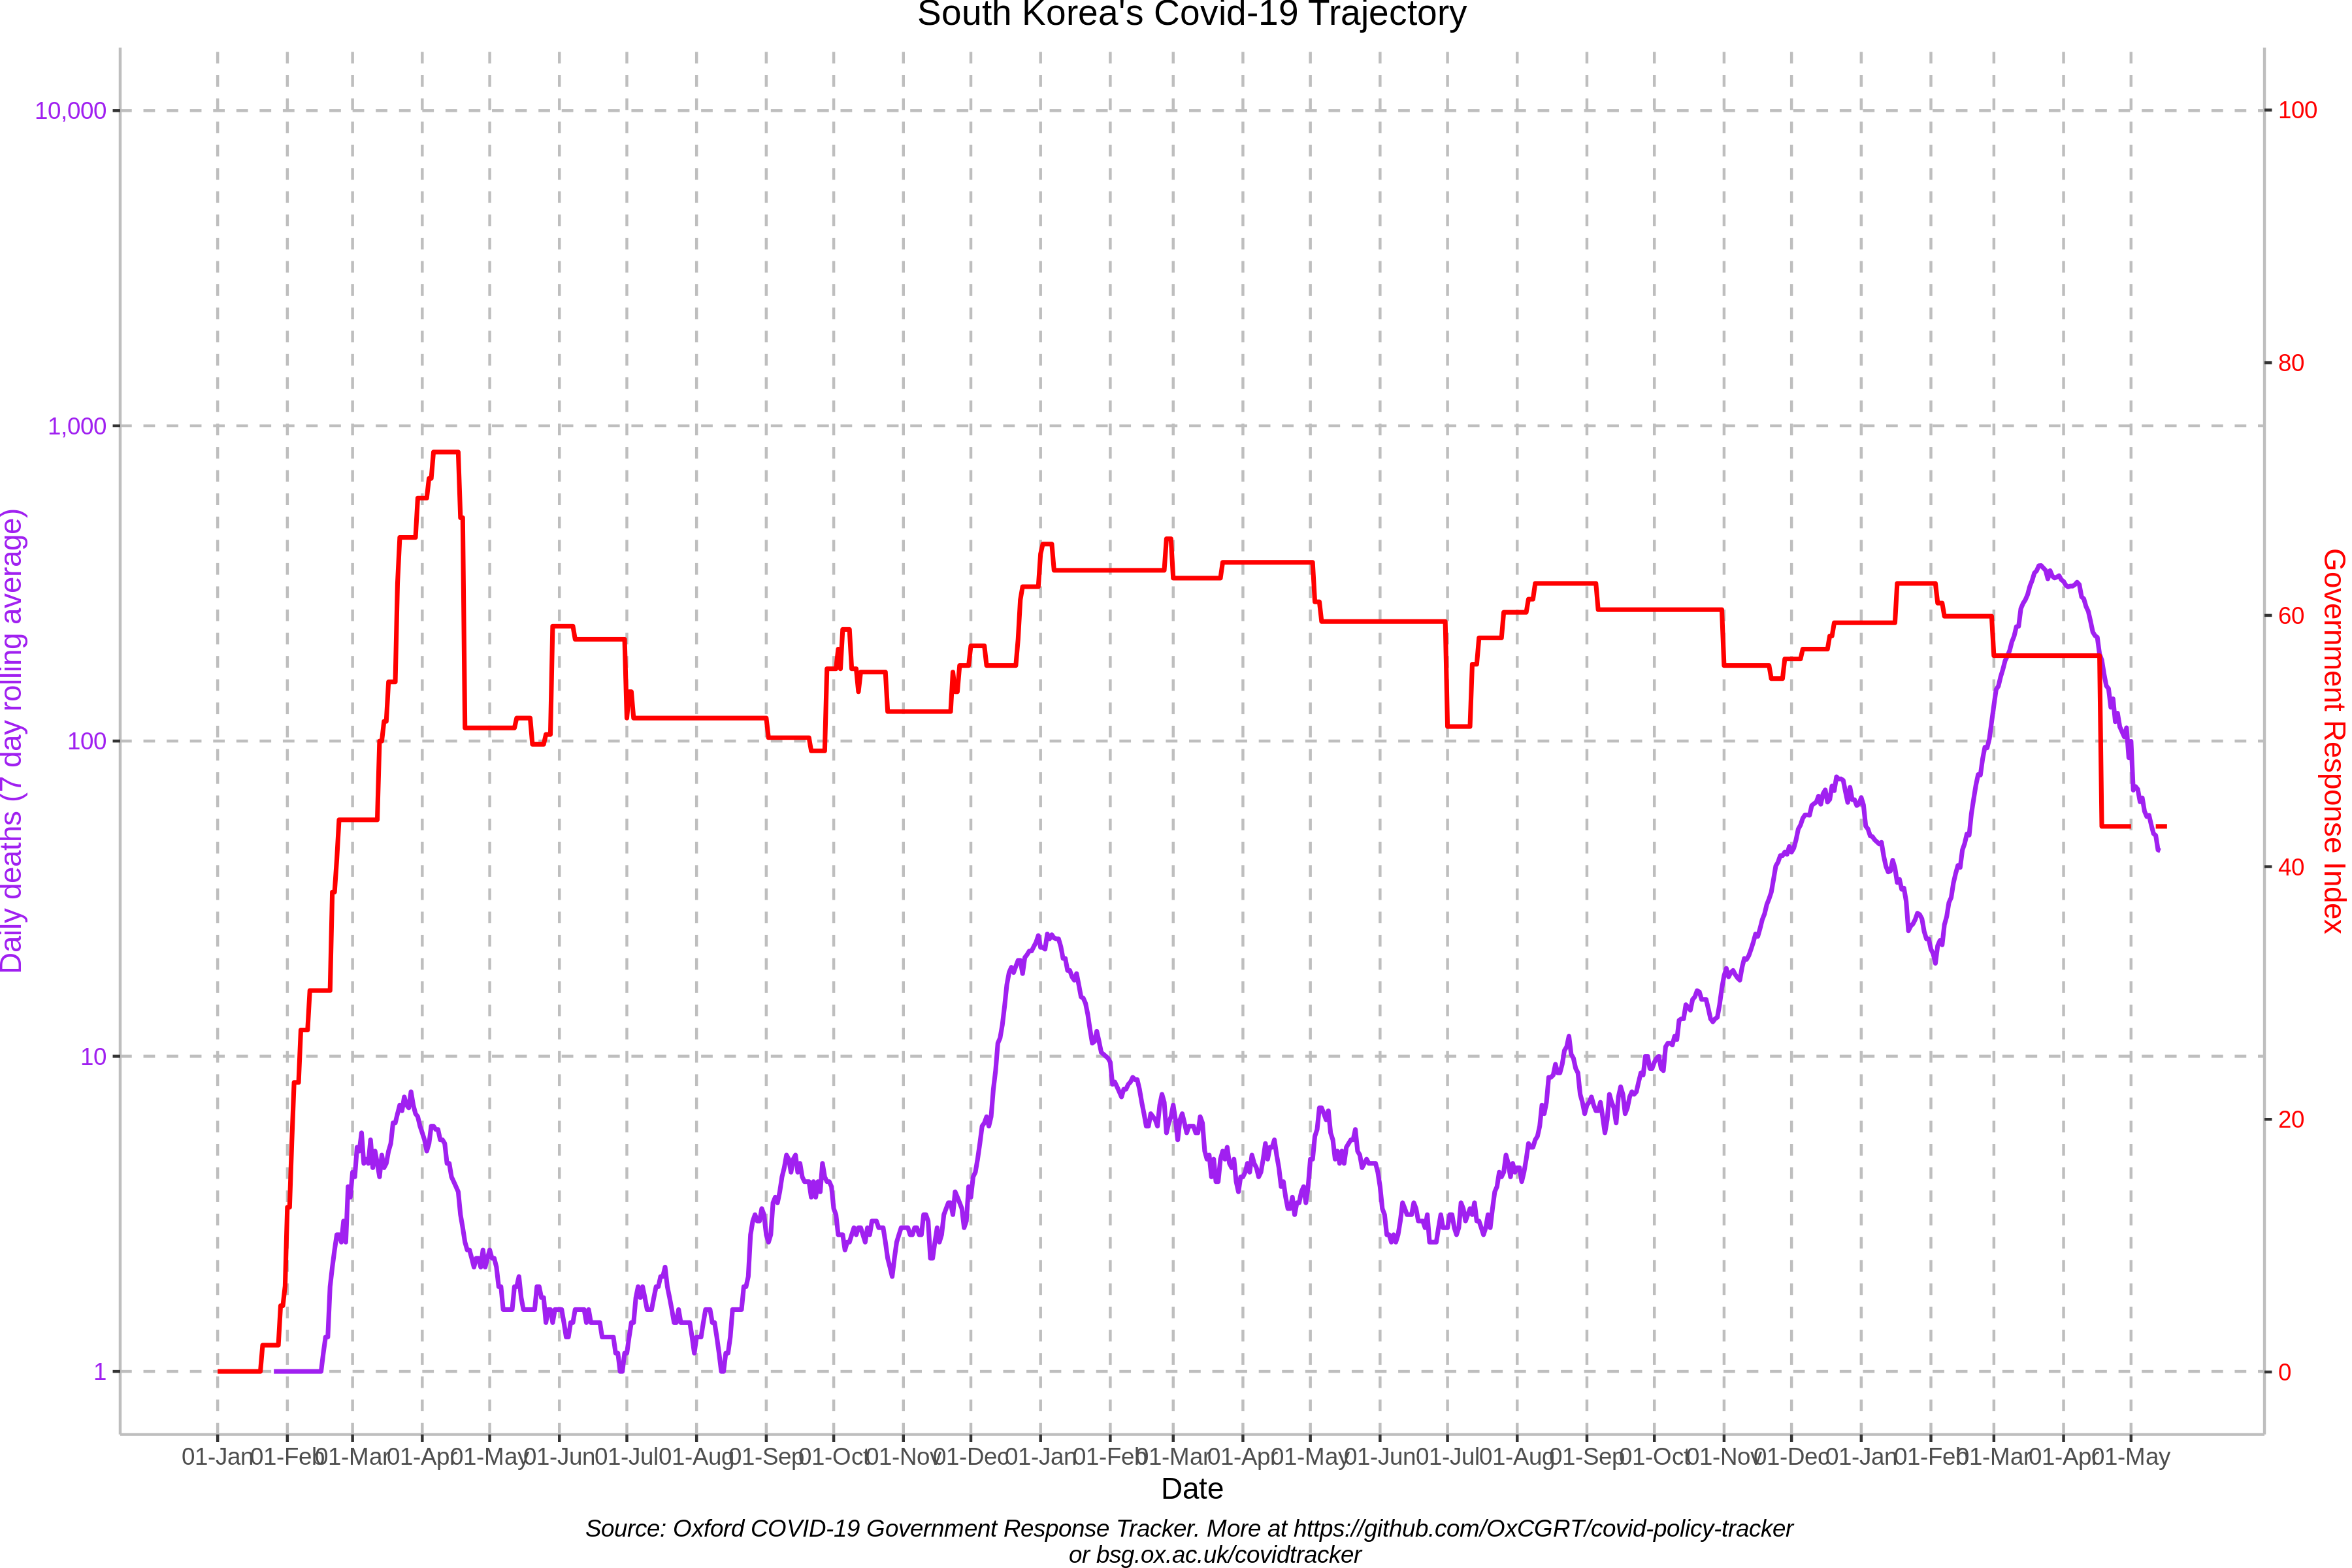 South Korea's Covid-19 Trajectory
10,000
1,000
100
10
1
Daily deaths (7 day rolling average)
100
80
60
40
20
0
Government Response Index
01-Jan 01-Feb 01-Mar 01-Apr 01-May 01-Jun 01-Jul 01-Aug 01-Sep 01-Oct 01-Nov 01-Dec 01-Jan 01-Feb 01-Mar 01-Apr 01-May 01-Jun 01-Jul 01-Aug 01-Sep 01-Oct 01-Nov 01-Dec 01-Jan 01-Feb 01-Mar 01-Apr 01-May
Date
Source: Oxford COVID-19 Government Response Tracker. More at https://github.com/OxCGRT/covid-policy-tracker
or bsg.ox.ac.uk/covidtracker